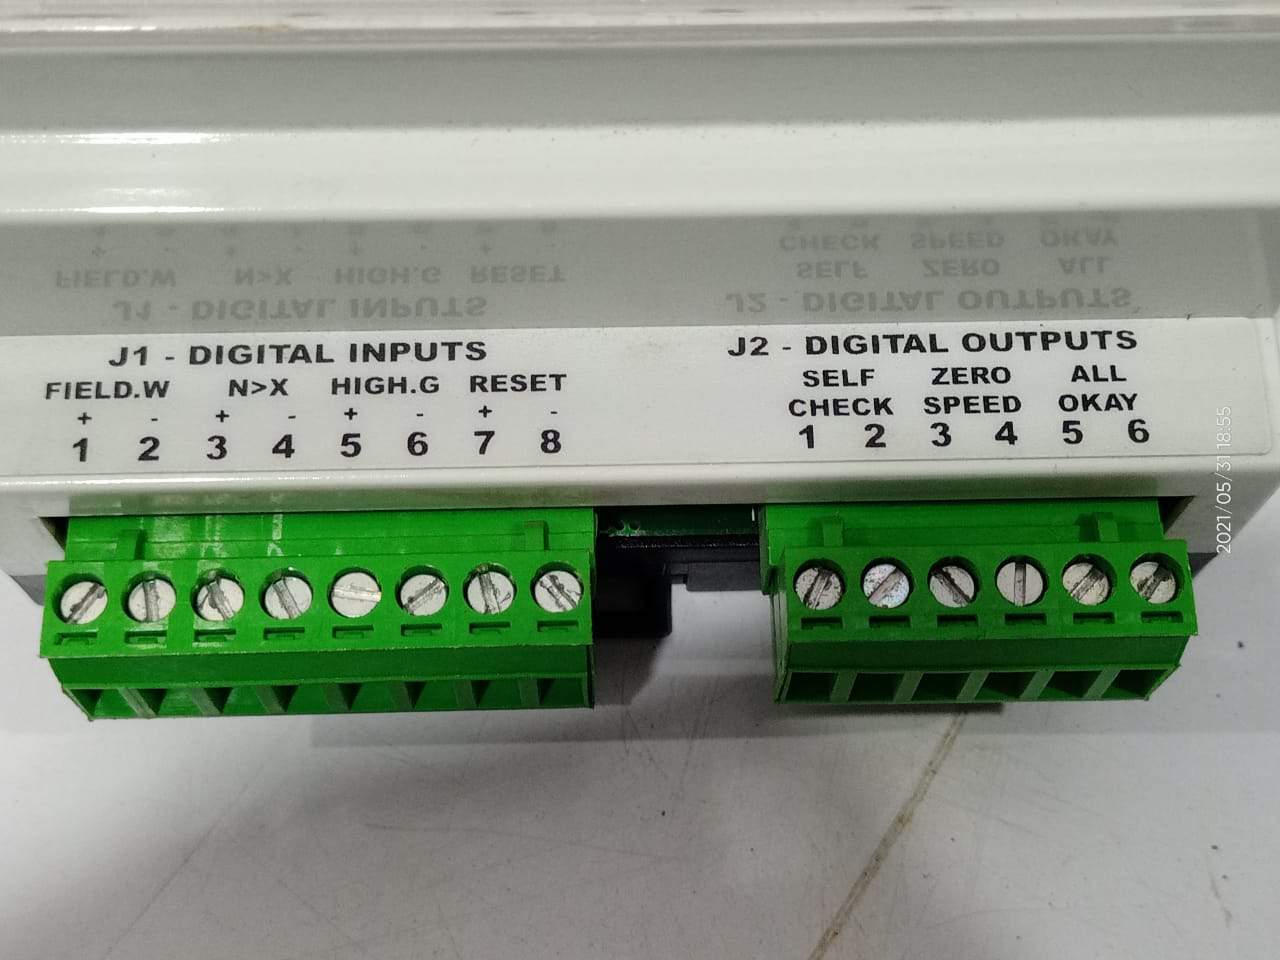 J1 - DIGITAL INPUTS
FIELD.W N>X HIGH.G RESET
+ - + - + - + -
1 2 3 4 5 6 7 8
J2 - DIGITAL OUTPUTS
SELF ZERO ALL
CHECK SPEED OKAY
1 2 3 4 5 6
2021/05/31 18:55